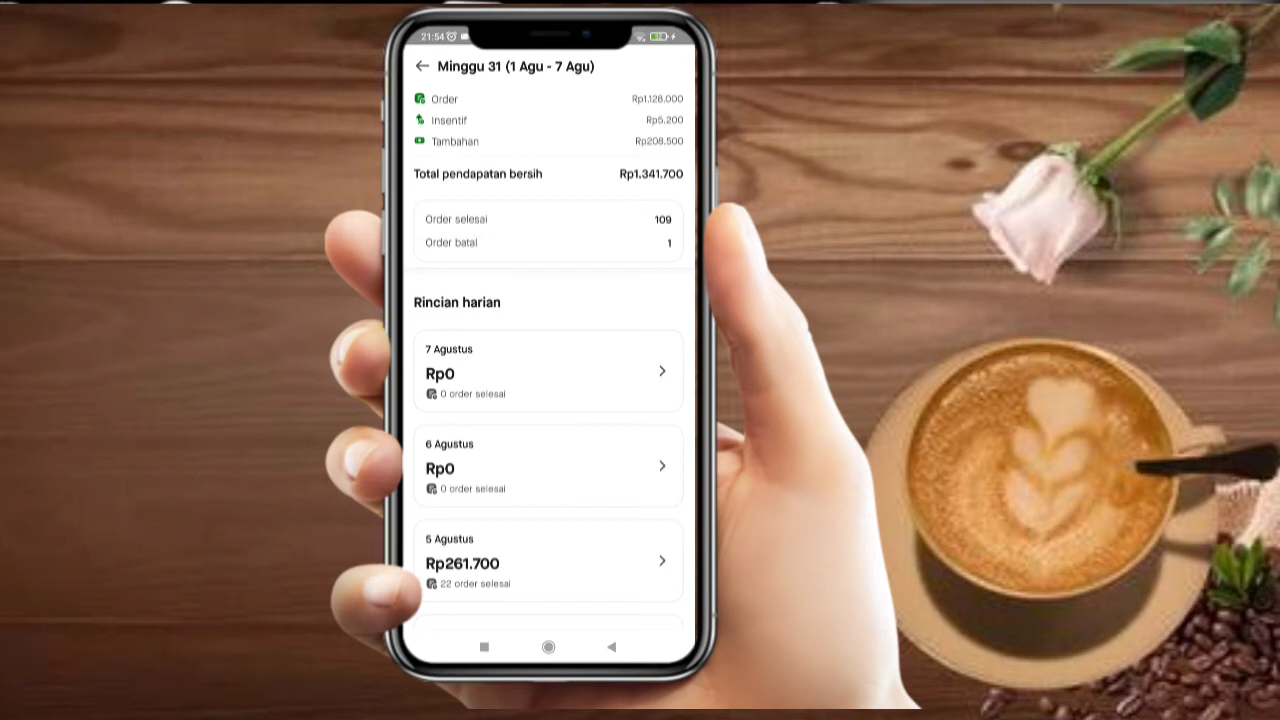 21:54
Minggu 31 (1 Agu - 7 Agu)
Order Rp1.128.000
Insentif Rp5.200
Tambahan Rp208.500
Total pendapatan bersih Rp1.341.700
Order selesai 109
Order batal 1
Rincian harian
7 Agustus
Rp0
0 order selesai
6 Agustus
Rp0
0 order selesai
5 Agustus
Rp261.700
22 order selesai